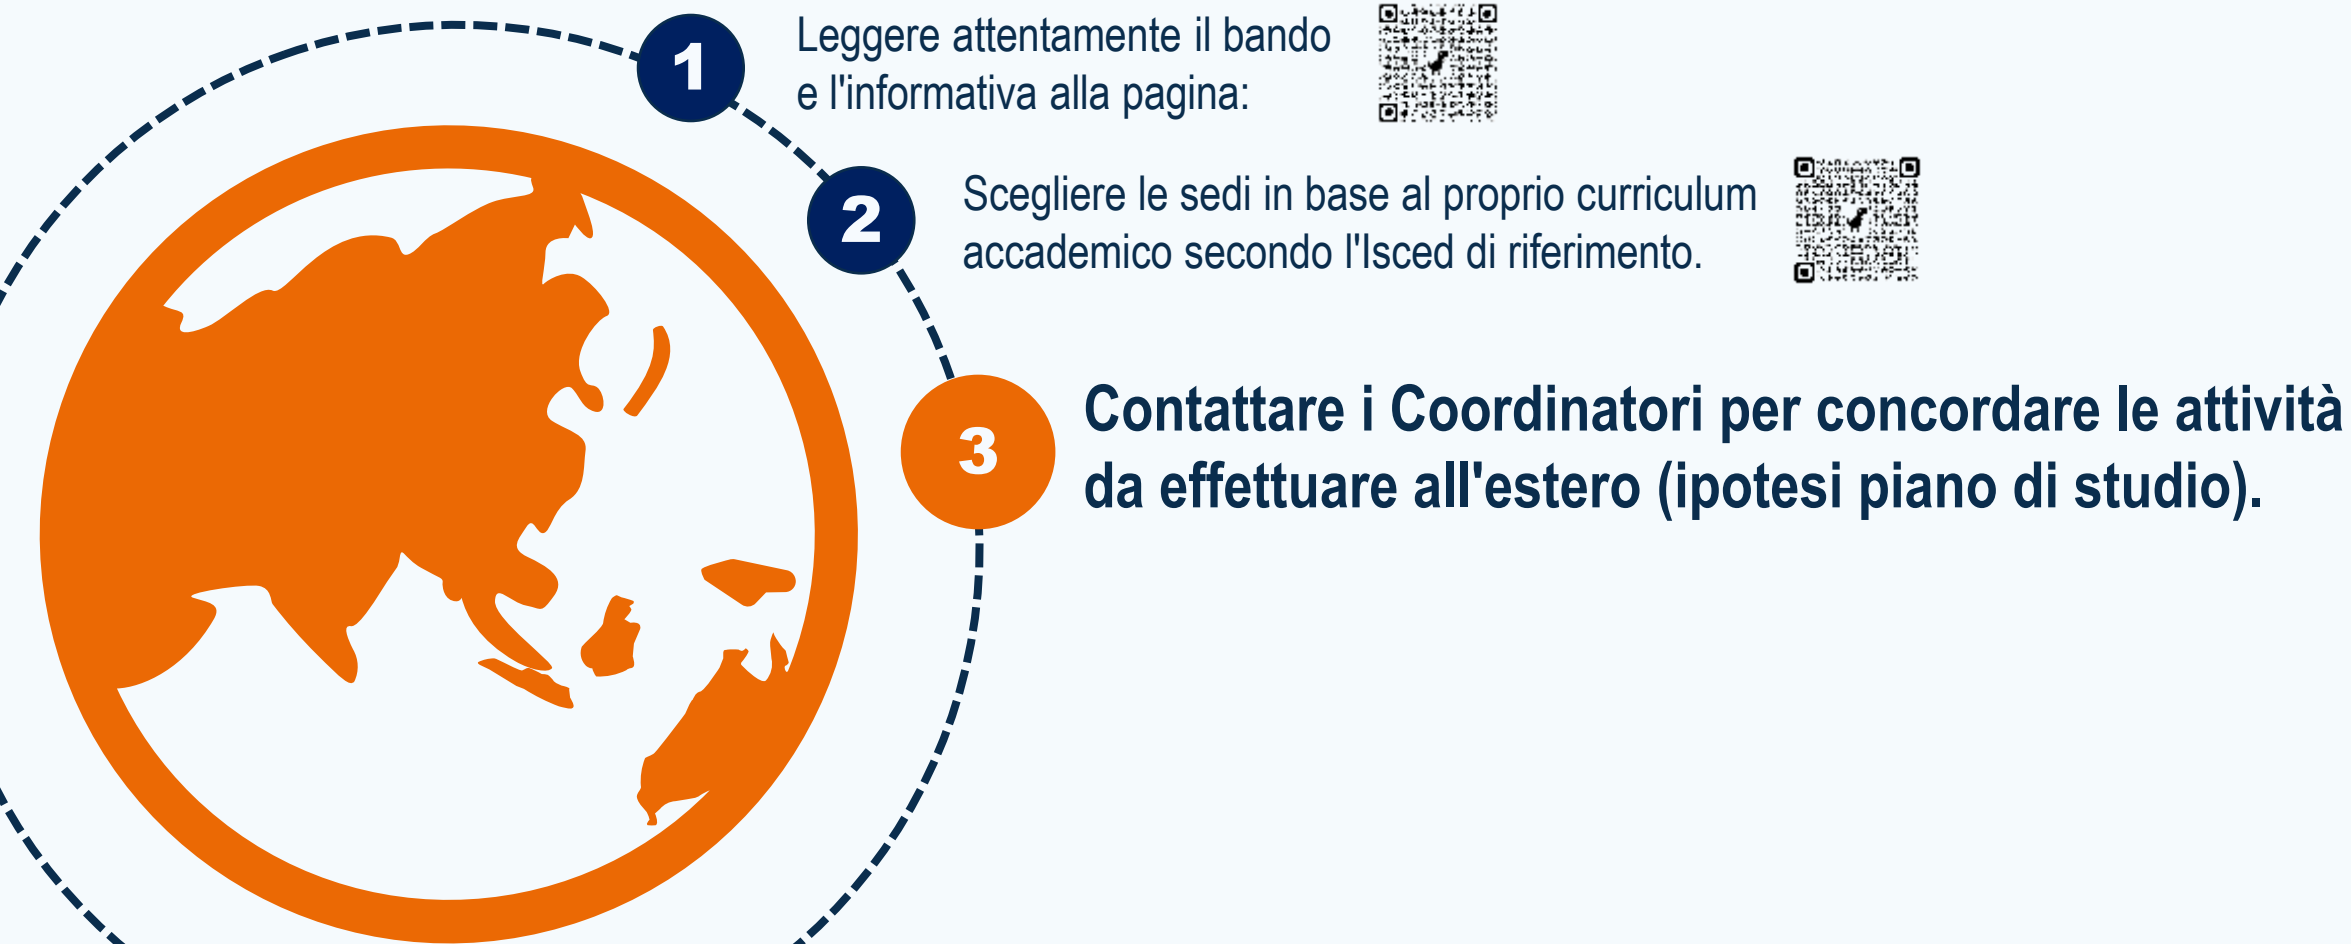 1
Leggere attentamente il bando
e l'informativa alla pagina:
2
Scegliere le sedi in base al proprio curriculum
accademico secondo l'Isced di riferimento.
3
Contattare i Coordinatori per concordare le attività
da effettuare all'estero (ipotesi piano di studio).